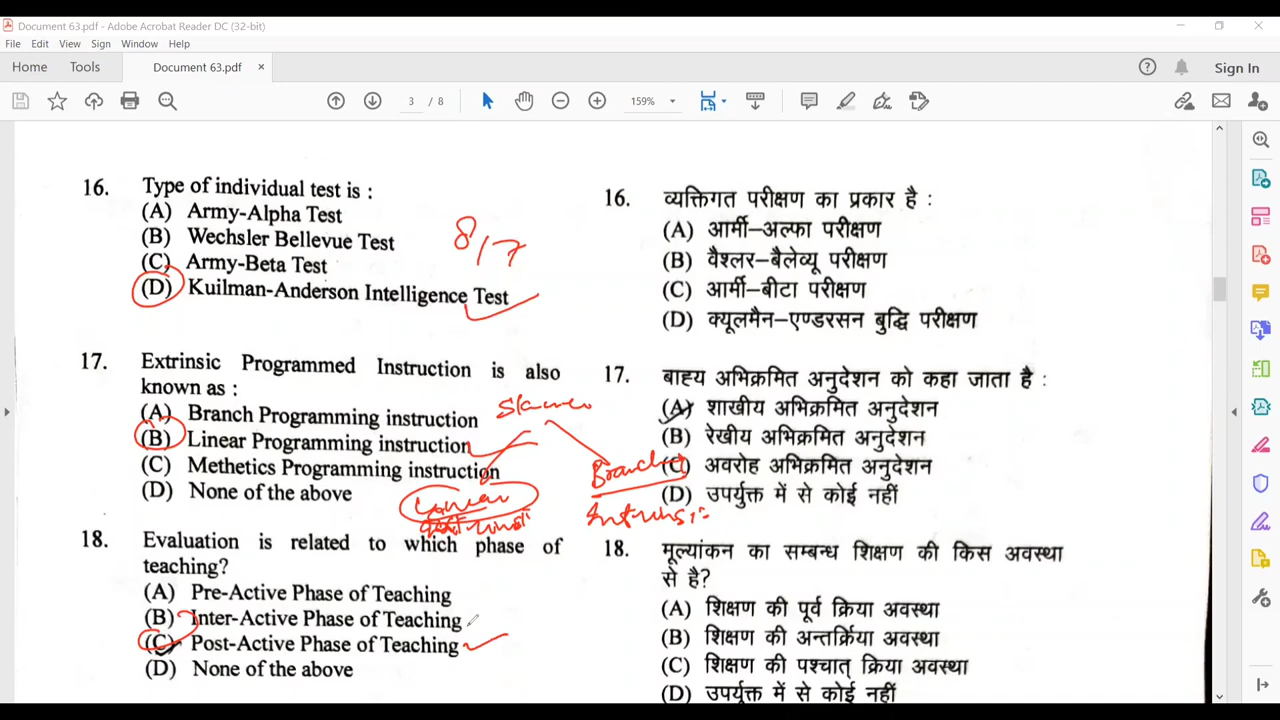 Document 63.pdf - Adobe Acrobat Reader DC (32-bit)
File Edit View Sign Window Help
Home Tools Document 63.pdf × Sign In
3 / 8 159%
16. Type of individual test is :
(A) Army-Alpha Test
(B) Wechsler Bellevue Test
(C) Army-Beta Test
(D) Kuilman-Anderson Intelligence Test
8/7
17. Extrinsic Programmed Instruction is also
known as :
(A) Branch Programming instruction
(B) Linear Programming instruction
(C) Methetics Programming instruction
(D) None of the above
Linear
Branch
18. Evaluation is related to which phase of
teaching?
(A) Pre-Active Phase of Teaching
(B) Inter-Active Phase of Teaching
(C) Post-Active Phase of Teaching
(D) None of the above
16. व्यक्तिगत परीक्षण का प्रकार है :
(A) आर्मी–अल्फा परीक्षण
(B) वैश्लर–बैलेव्यू परीक्षण
(C) आर्मी–बीटा परीक्षण
(D) क्यूलमैन–एण्डरसन बुद्धि परीक्षण
17. बाह्य अभिक्रमित अनुदेशन को कहा जाता है :
(A) शाखीय अभिक्रमित अनुदेशन
(B) रेखीय अभिक्रमित अनुदेशन
(C) अवरोह अभिक्रमित अनुदेशन
(D) उपर्युक्त में से कोई नहीं
18. मूल्यांकन का सम्बन्ध शिक्षण की किस अवस्था
से है?
(A) शिक्षण की पूर्व क्रिया अवस्था
(B) शिक्षण की अन्तर्क्रिया अवस्था
(C) शिक्षण की पश्चात् क्रिया अवस्था
(D) उपर्युक्त में से कोई नहीं